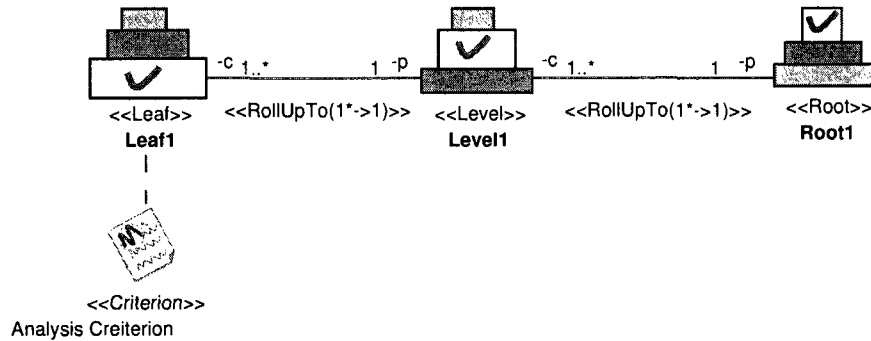 -c 1..* 1 -p -c 1..* 1 -p
<<Leaf>> <<RollUpTo(1*->1)>> <<Level>> <<RollUpTo(1*->1)>> <<Root>>
Leaf1 Level1 Root1
<<Criterion>>
Analysis Creiterion